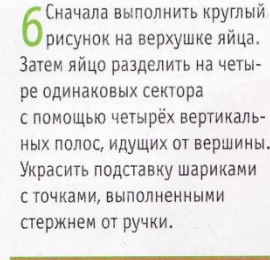 6 Сначала выполнить круглый
рисунок на верхушке яйца.
Затем яйцо разделить на четы-
ре одинаковых сектора
с помощью четырёх вертикаль-
ных полос, идущих от вершины.
Украсить подставку шариками
с точками, выполненными
стержнем от ручки.